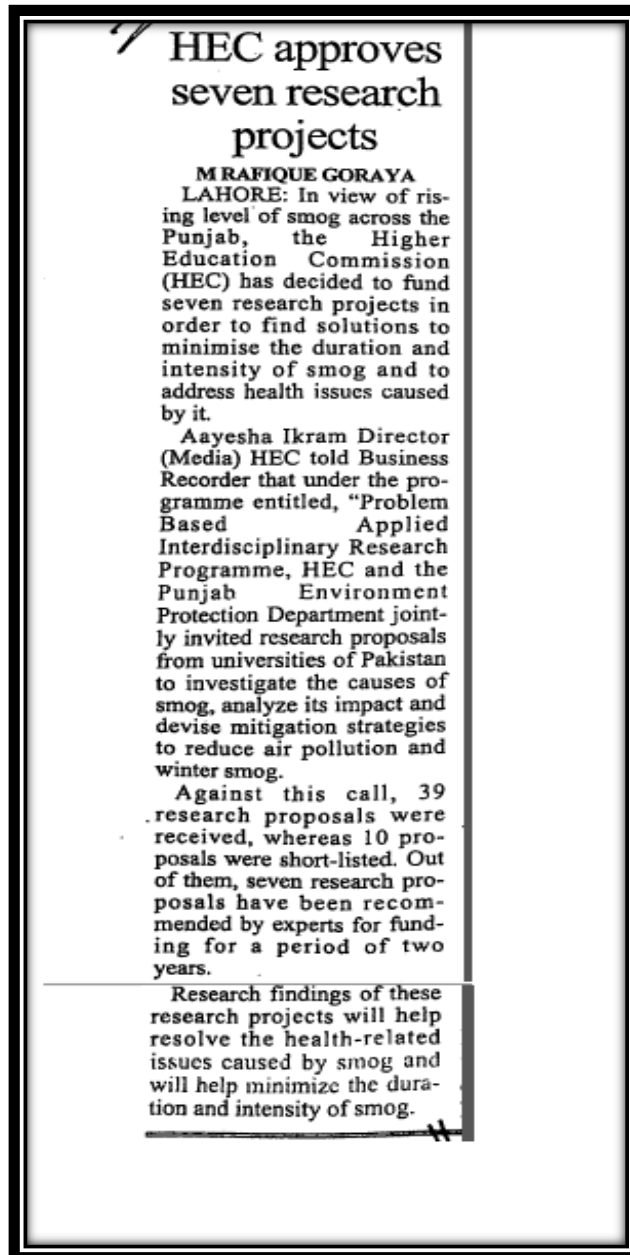 HEC approves
seven research
projects
M RAFIQUE GORAYA
LAHORE: In view of ris-
ing level of smog across the
Punjab, the Higher
Education Commission
(HEC) has decided to fund
seven research projects in
order to find solutions to
minimise the duration and
intensity of smog and to
address health issues caused
by it.
Aayesha Ikram Director
(Media) HEC told Business
Recorder that under the pro-
gramme entitled, “Problem
Based Applied
Interdisciplinary Research
Programme, HEC and the
Punjab Environment
Protection Department joint-
ly invited research proposals
from universities of Pakistan
to investigate the causes of
smog, analyze its impact and
devise mitigation strategies
to reduce air pollution and
winter smog.
Against this call, 39
research proposals were
received, whereas 10 pro-
posals were short-listed. Out
of them, seven research pro-
posals have been recom-
mended by experts for fund-
ing for a period of two
years.
Research findings of these
research projects will help
resolve the health-related
issues caused by smog and
will help minimize the dura-
tion and intensity of smog.